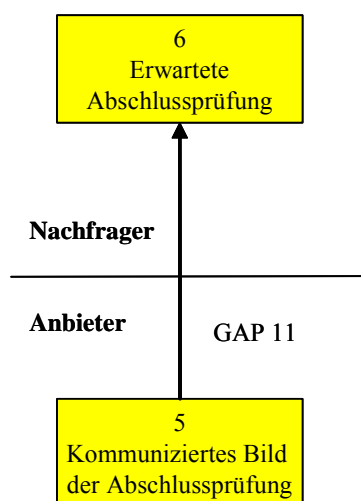 6
Erwartete
Abschlussprüfung
Nachfrager
Anbieter
GAP 11
5
Kommuniziertes Bild
der Abschlussprüfung